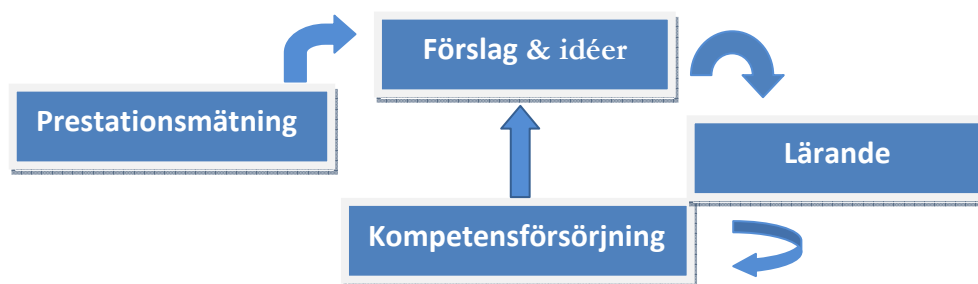 Förslag & idéer
Prestationsmätning
Lärande
Kompetensförsörjning